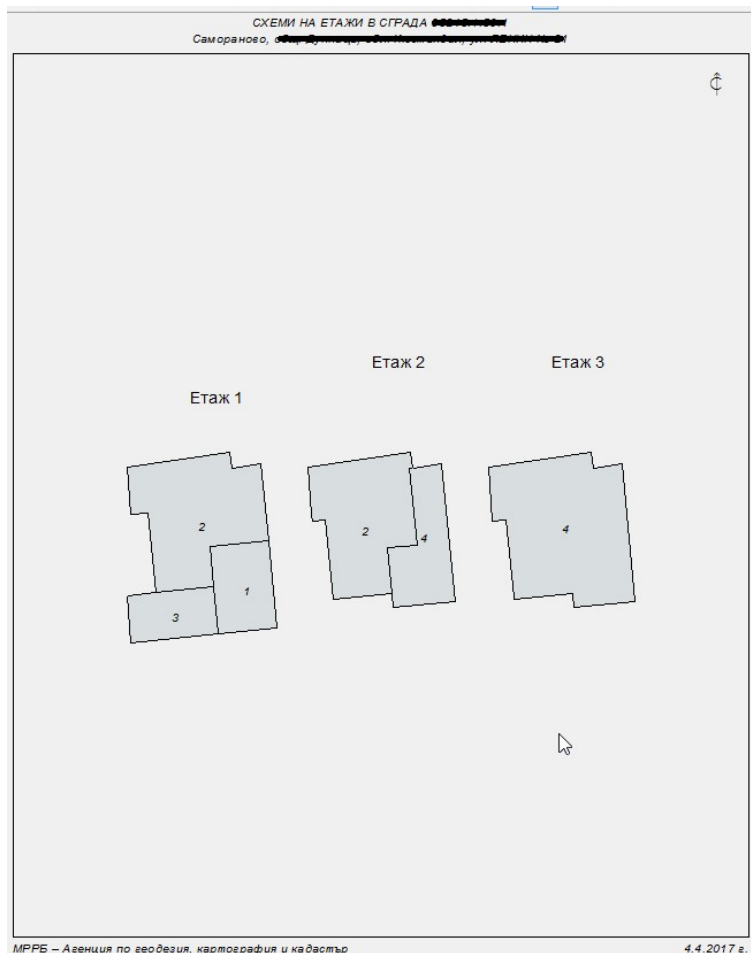 СХЕМИ НА ЕТАЖИ В СГРАДА
Самораново,
Етаж 2
Етаж 3
Етаж 1
2
1
3
2
4
4
МРРБ – Агенция по геодезия, картография и кадастър
4.4.2017 г.